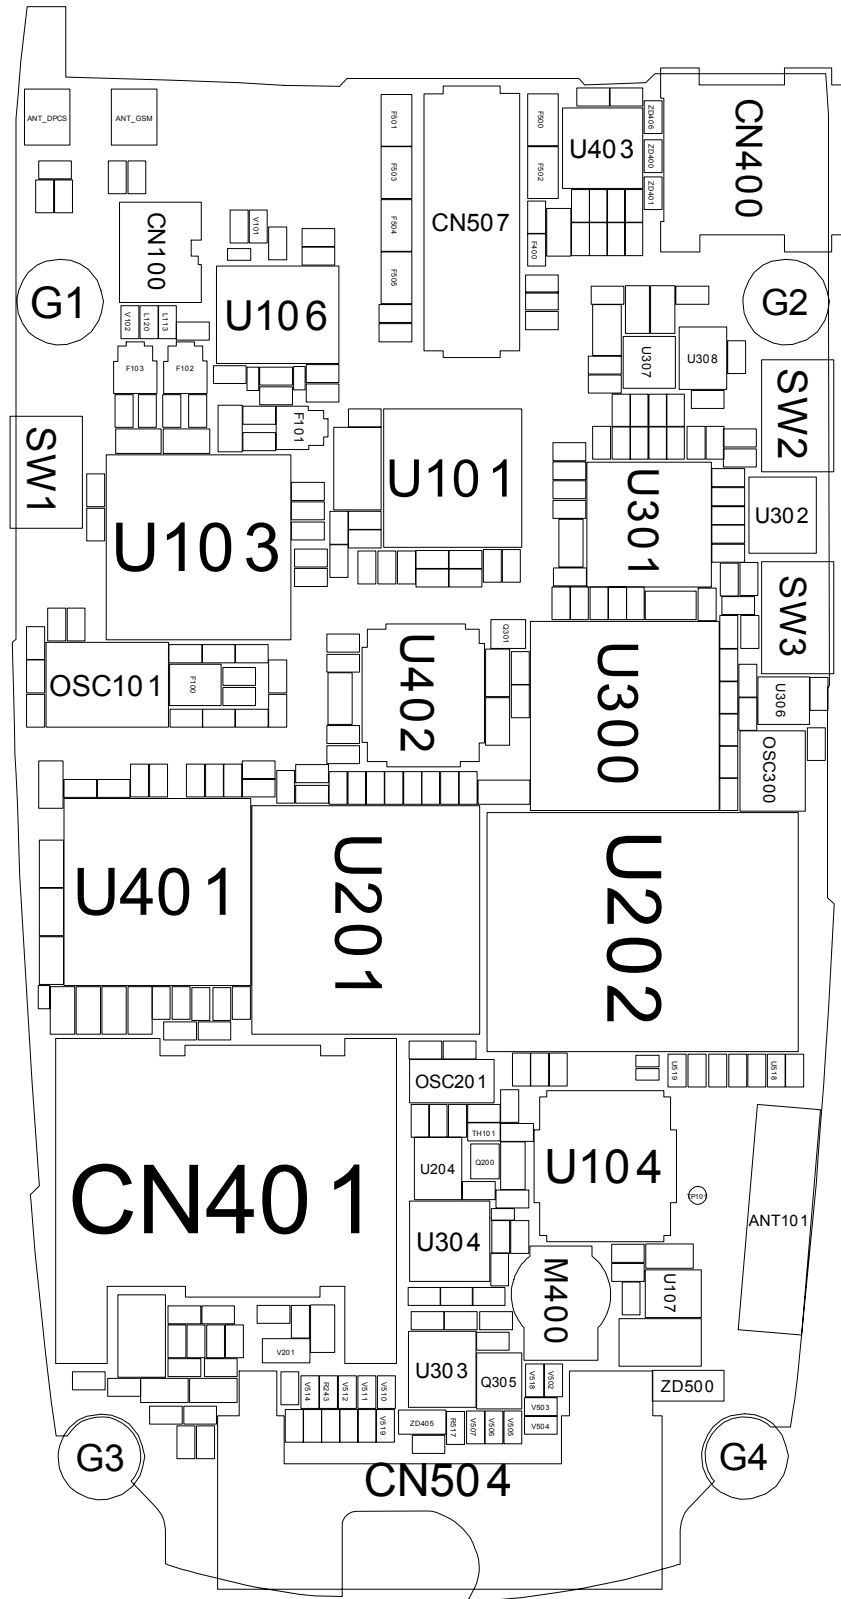 ANT_DPCS
ANT_GSM
F501
F500
ZD406
CN400
U403
ZD400
F503
F502
ZD401
CN100
V101
F504
CN507
F400
F505
G1
U106
G2
V102
L120
L113
U307
U308
F103
F102
SW2
F101
SW1
U101
U103
U301
U302
SW3
Q301
U402
U300
OSC101
F100
U306
OSC300
U401
U201
U202
OSC201
U519
U518
TH101
CN401
U204
Q200
U104
TP101
ANT101
U304
M400
U107
V201
U303
Q305
V518
V502
ZD500
V514
R243
V512
V511
V510
V503
V519
ZD405
R517
V507
V506
V505
V504
G3
G4
CN504